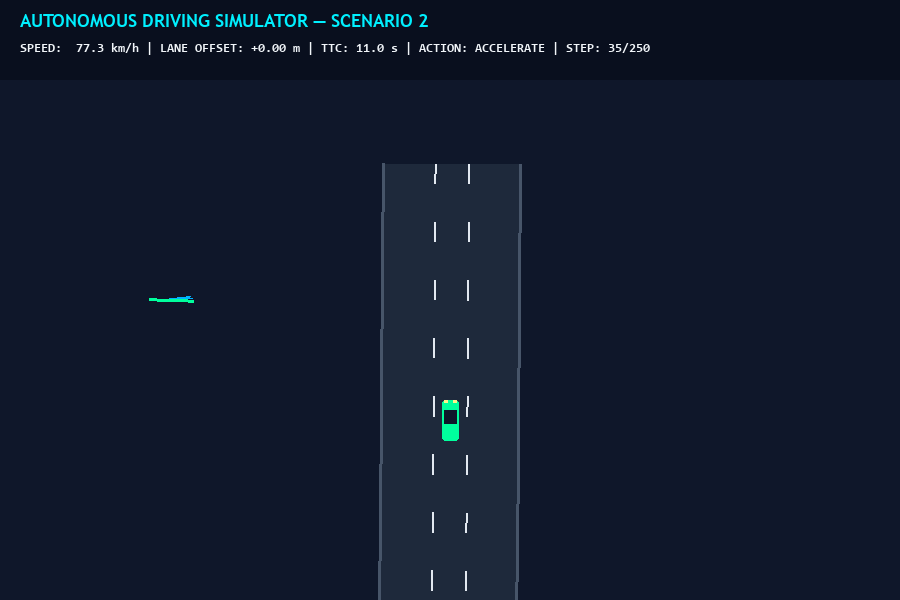 AUTONOMOUS DRIVING SIMULATOR — SCENARIO 2
SPEED:  77.3 km/h | LANE OFFSET: +0.00 m | TTC: 11.0 s | ACTION: ACCELERATE | STEP: 35/250